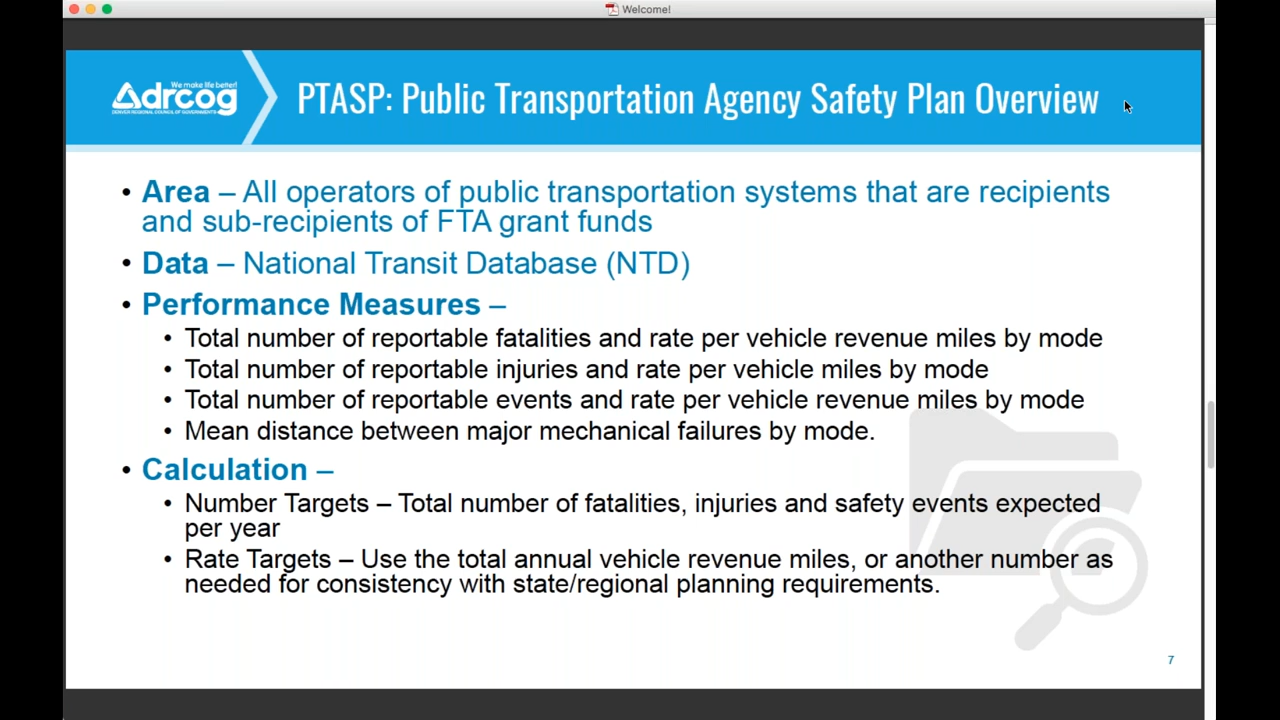 Welcome!
We make life better!
drcog
DENVER REGIONAL COUNCIL OF GOVERNMENTS
PTASP: Public Transportation Agency Safety Plan Overview
• Area – All operators of public transportation systems that are recipients
and sub-recipients of FTA grant funds
• Data – National Transit Database (NTD)
• Performance Measures –
• Total number of reportable fatalities and rate per vehicle revenue miles by mode
• Total number of reportable injuries and rate per vehicle miles by mode
• Total number of reportable events and rate per vehicle revenue miles by mode
• Mean distance between major mechanical failures by mode.
• Calculation –
• Number Targets – Total number of fatalities, injuries and safety events expected
per year
• Rate Targets – Use the total annual vehicle revenue miles, or another number as
needed for consistency with state/regional planning requirements.
7